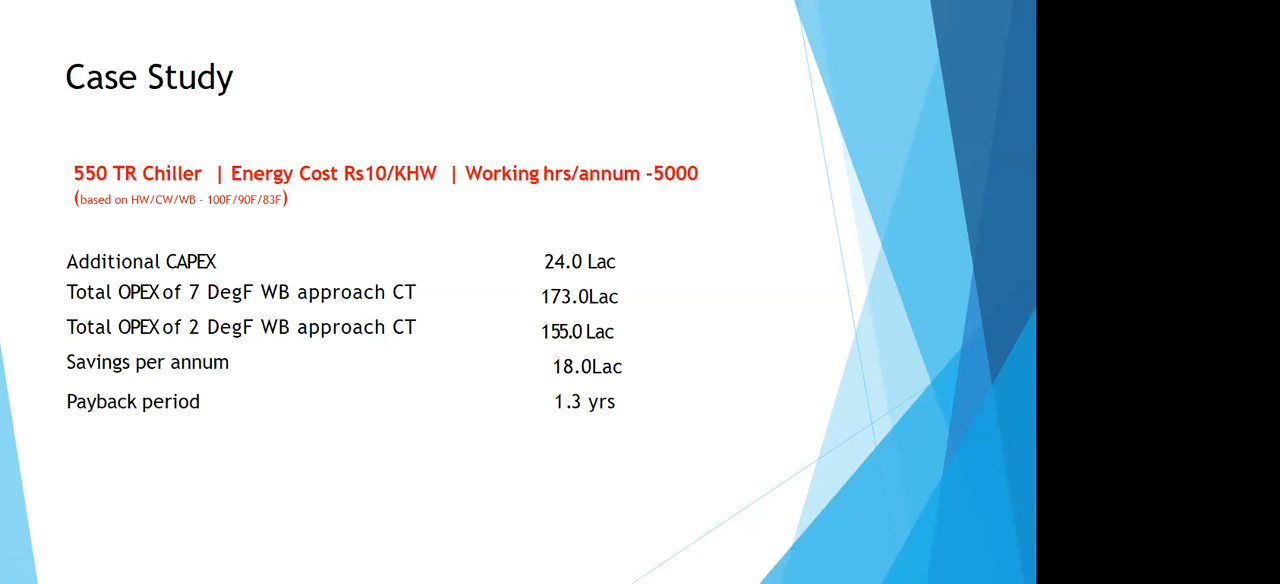 Case Study
550 TR Chiller | Energy Cost Rs10/KHW | Working hrs/annum -5000
(based on HW/CW/WB - 100F/90F/83F)
Additional CAPEX 24.0 Lac
Total OPEX of 7 DegF WB approach CT 173.0Lac
Total OPEX of 2 DegF WB approach CT 155.0 Lac
Savings per annum 18.0Lac
Payback period 1.3 yrs